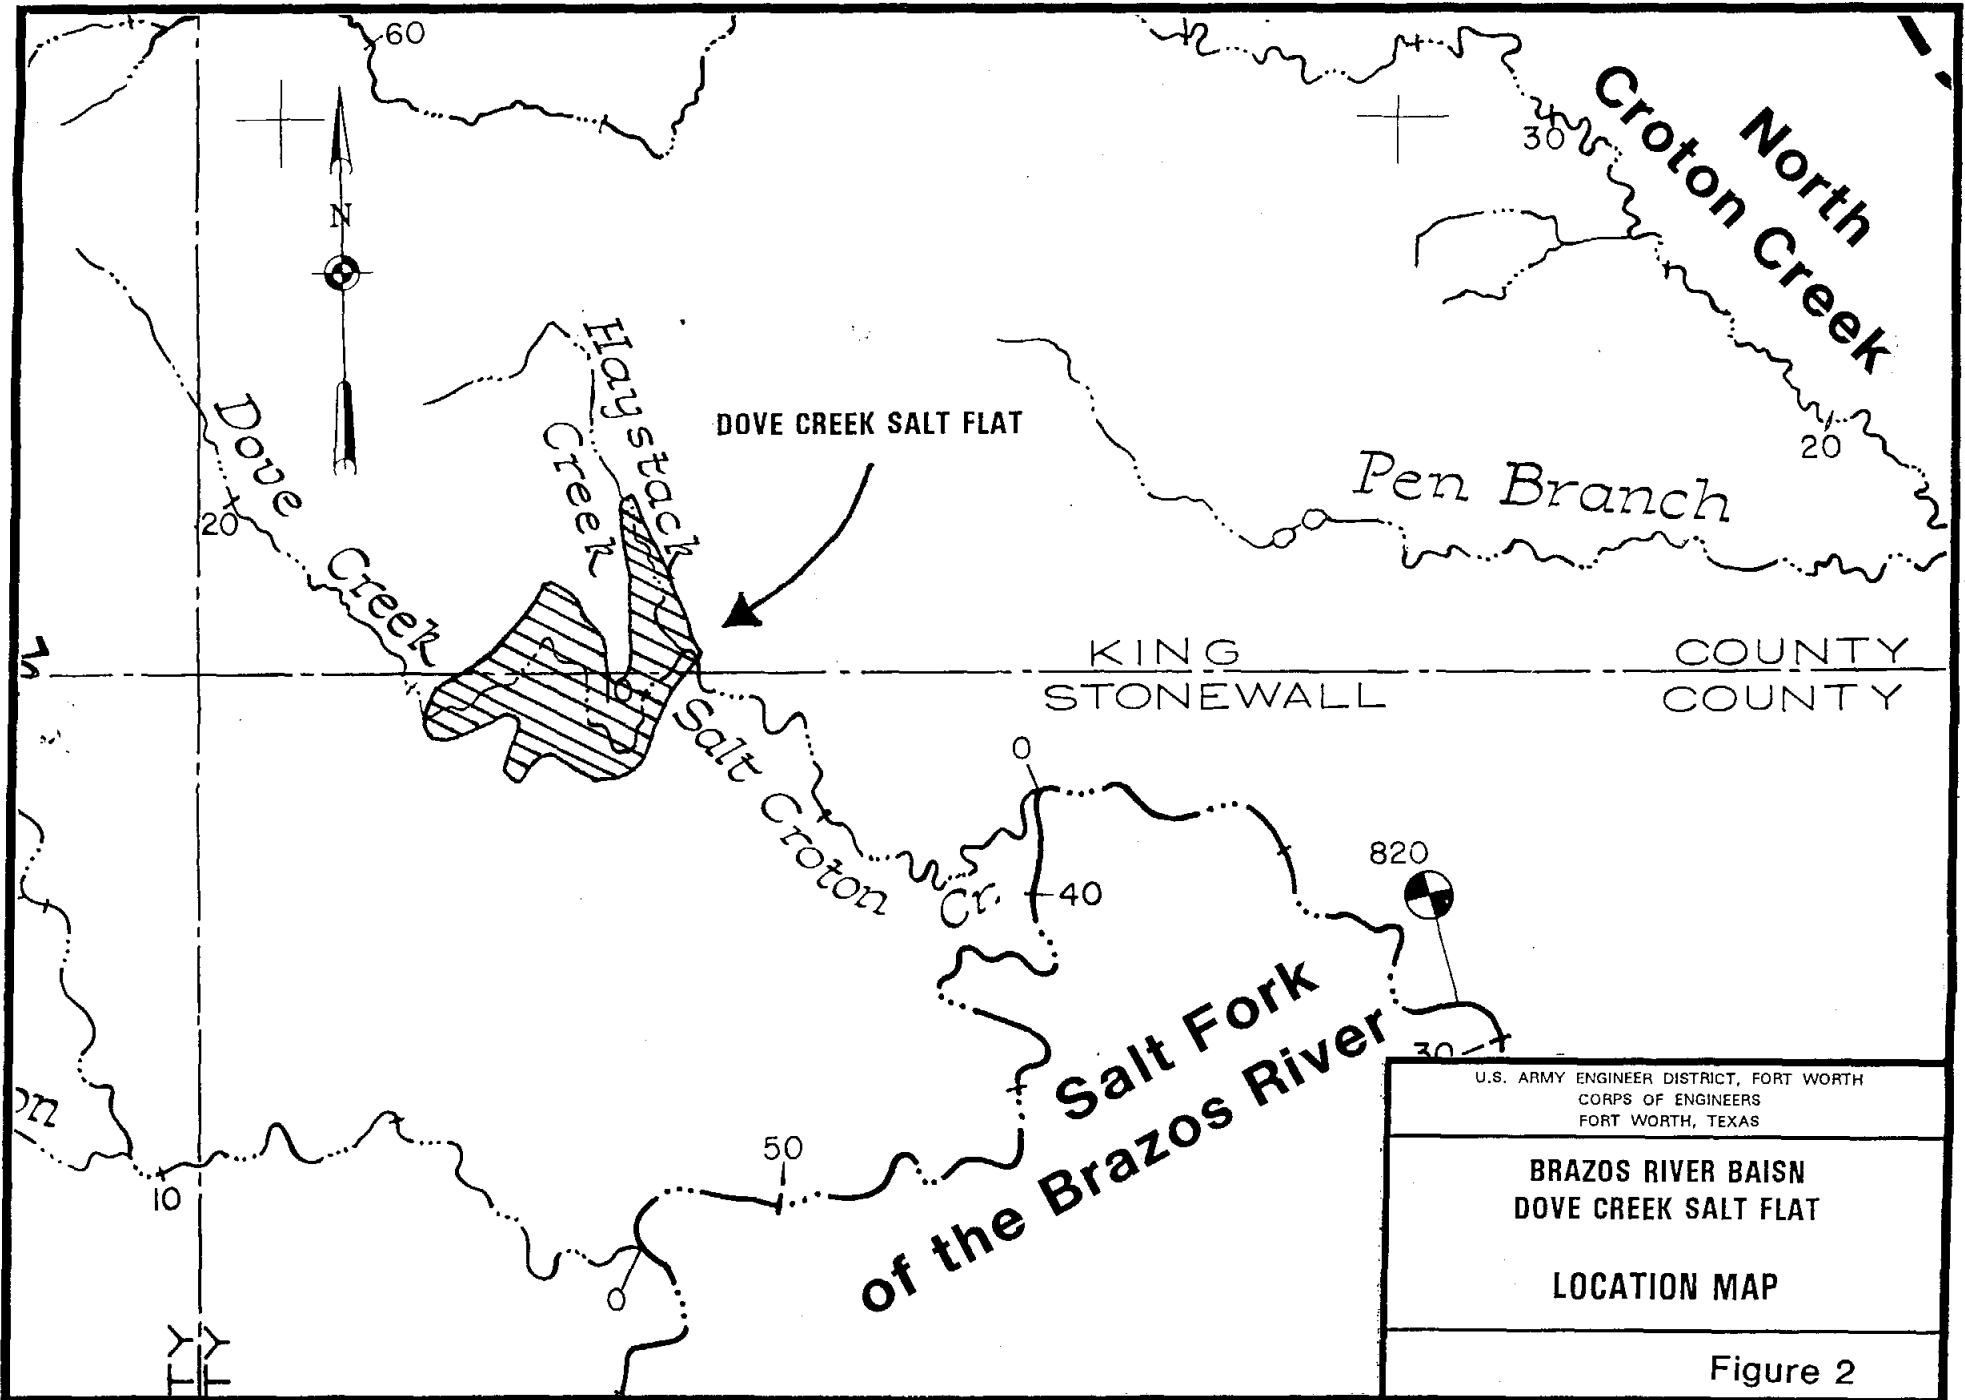 60
30
North
Croton Creek
N
Haystack
Creek
DOVE CREEK SALT FLAT
Dove
Creek
20
20
Pen Branch
KING COUNTY
STONEWALL COUNTY
10
Salt Croton Cr.
0
40
820
Salt Fork
of the Brazos River
30
50
10
0
U.S. ARMY ENGINEER DISTRICT, FORT WORTH
CORPS OF ENGINEERS
FORT WORTH, TEXAS
BRAZOS RIVER BAISN
DOVE CREEK SALT FLAT
LOCATION MAP
Figure 2